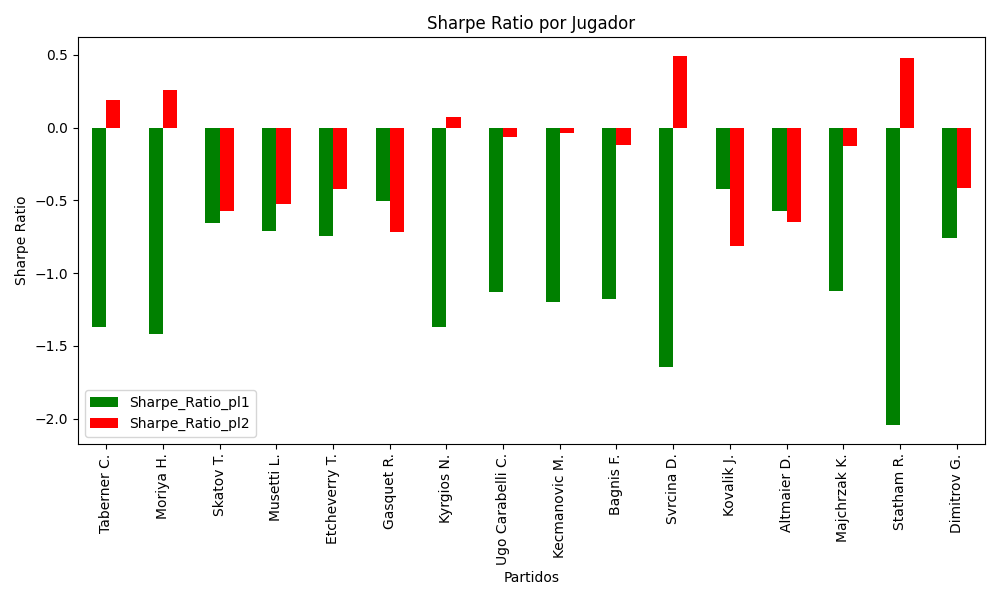 Sharpe Ratio por Jugador
Sharpe Ratio
0.5
0.0
−0.5
−1.0
−1.5
−2.0
Sharpe_Ratio_pl1
Sharpe_Ratio_pl2
Taberner C.
Moriya H.
Skatov T.
Musetti L.
Etcheverry T.
Gasquet R.
Kyrgios N.
Ugo Carabelli C.
Kecmanovic M.
Bagnis F.
Svrcina D.
Kovalik J.
Altmaier D.
Majchrzak K.
Statham R.
Dimitrov G.
Partidos